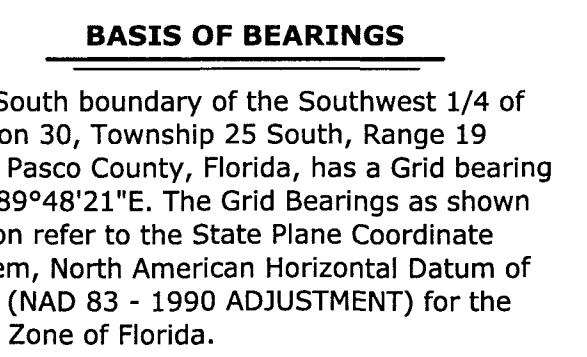 BASIS OF BEARINGS
South boundary of the Southwest 1/4 of
on 30, Township 25 South, Range 19
Pasco County, Florida, has a Grid bearing
89°48'21"E. The Grid Bearings as shown
on refer to the State Plane Coordinate
em, North American Horizontal Datum of
(NAD 83 - 1990 ADJUSTMENT) for the
Zone of Florida.